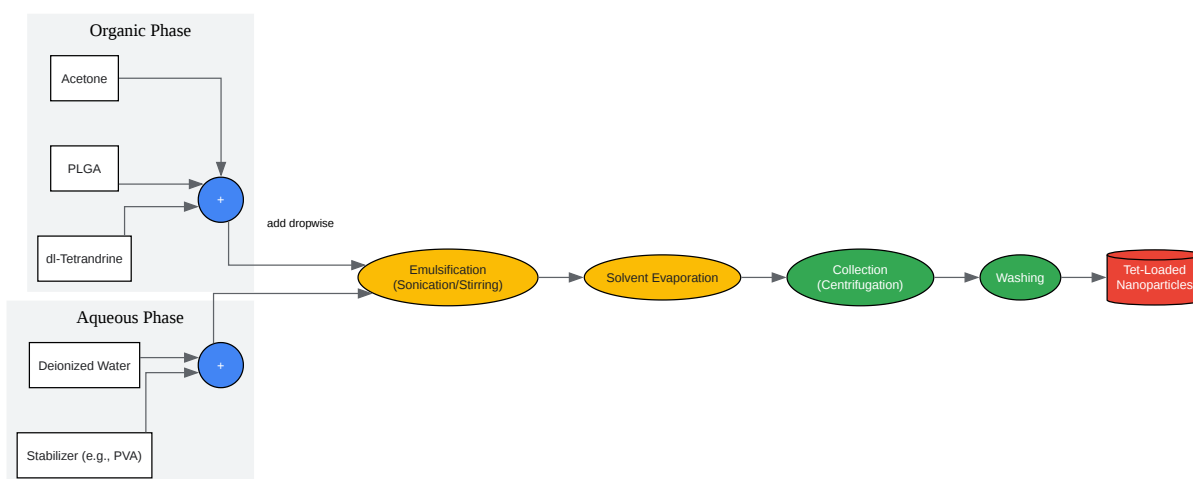 Organic Phase
Acetone
PLGA
+
dl-Tetrandrine
add dropwise
Aqueous Phase
Deionized Water
+
Stabilizer (e.g., PVA)
Emulsification
(Sonication/Stirring)
Solvent Evaporation
Collection
(Centrifugation)
Washing
Tet-Loaded
Nanoparticles